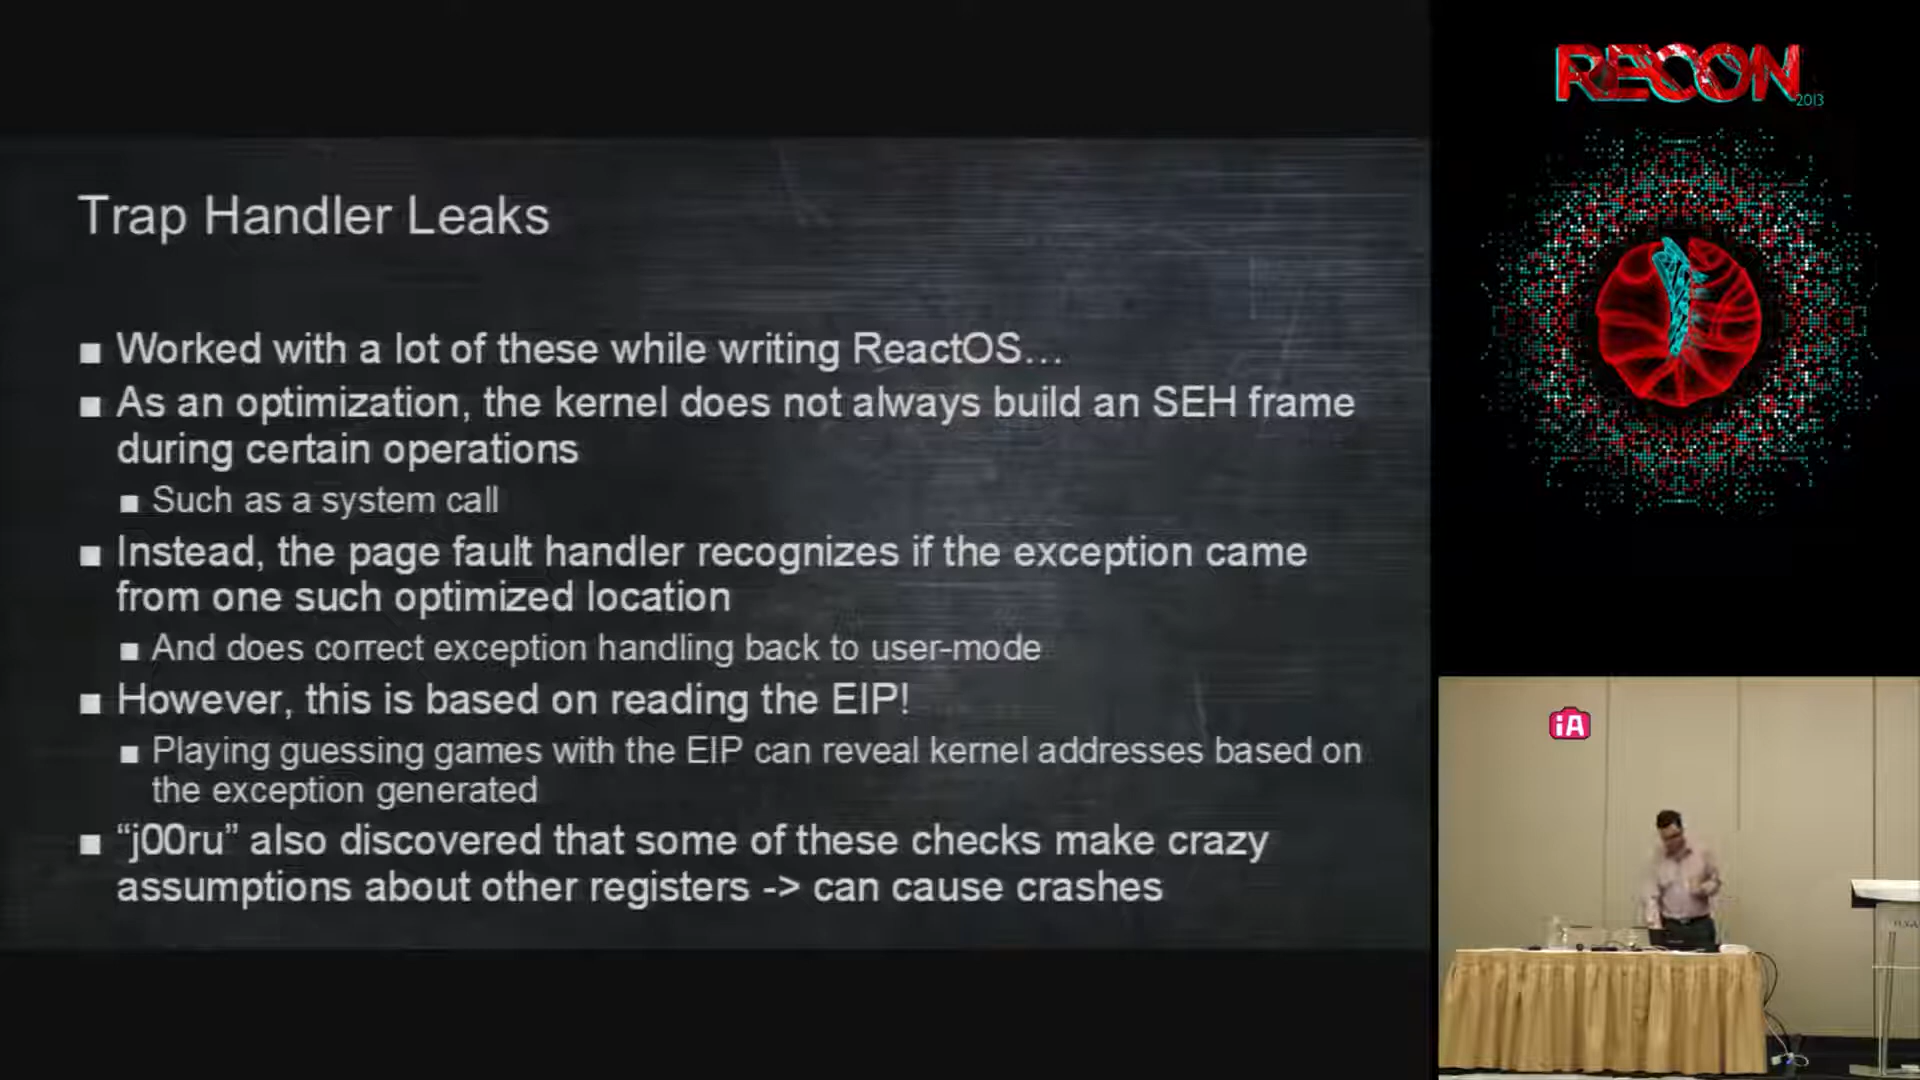 RECON
2013
Trap Handler Leaks
■ Worked with a lot of these while writing ReactOS...
■ As an optimization, the kernel does not always build an SEH frame
during certain operations
■ Such as a system call
■ Instead, the page fault handler recognizes if the exception came
from one such optimized location
■ And does correct exception handling back to user-mode
■ However, this is based on reading the EIP!
■ Playing guessing games with the EIP can reveal kernel addresses based on
the exception generated
■ “j00ru” also discovered that some of these checks make crazy
assumptions about other registers -> can cause crashes
iA